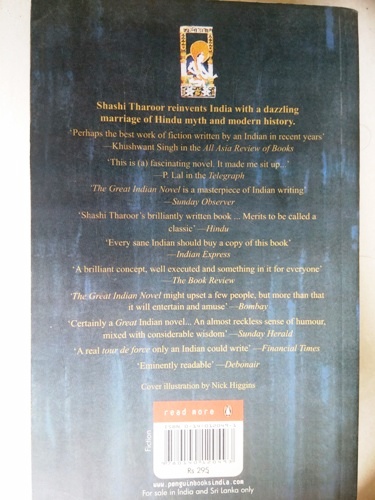 Shashi Tharoor reinvents India with a dazzling
marriage of Hindu myth and modern history.
‘Perhaps the best work of fiction written by an Indian in recent years’
—Khushwant Singh in the All Asia Review of Books
‘This is (a) fascinating novel. It made me sit up...’
—P. Lal in the Telegraph
‘The Great Indian Novel is a masterpiece of Indian writing’
—Sunday Observer
‘Shashi Tharoor’s brilliantly written book ... Merits to be called a
classic’ —Hindu
‘Every sane Indian should buy a copy of this book’
—Indian Express
‘A brilliant concept, well executed and something in it for everyone’
—The Book Review
‘The Great Indian Novel might upset a few people, but more than that
it will entertain and amuse’ —Bombay
‘Certainly a Great Indian novel... An almost reckless sense of humour,
mixed with considerable wisdom’ —Sunday Herald
‘A real tous de force only an Indian could write’ —Financial Times
‘Eminently readable’ —Debonair
Cover illustration by Nick Higgins
read more
Fiction
Rs 295
www.penguinbooksindia.com
For sale in India and Sri Lanka only